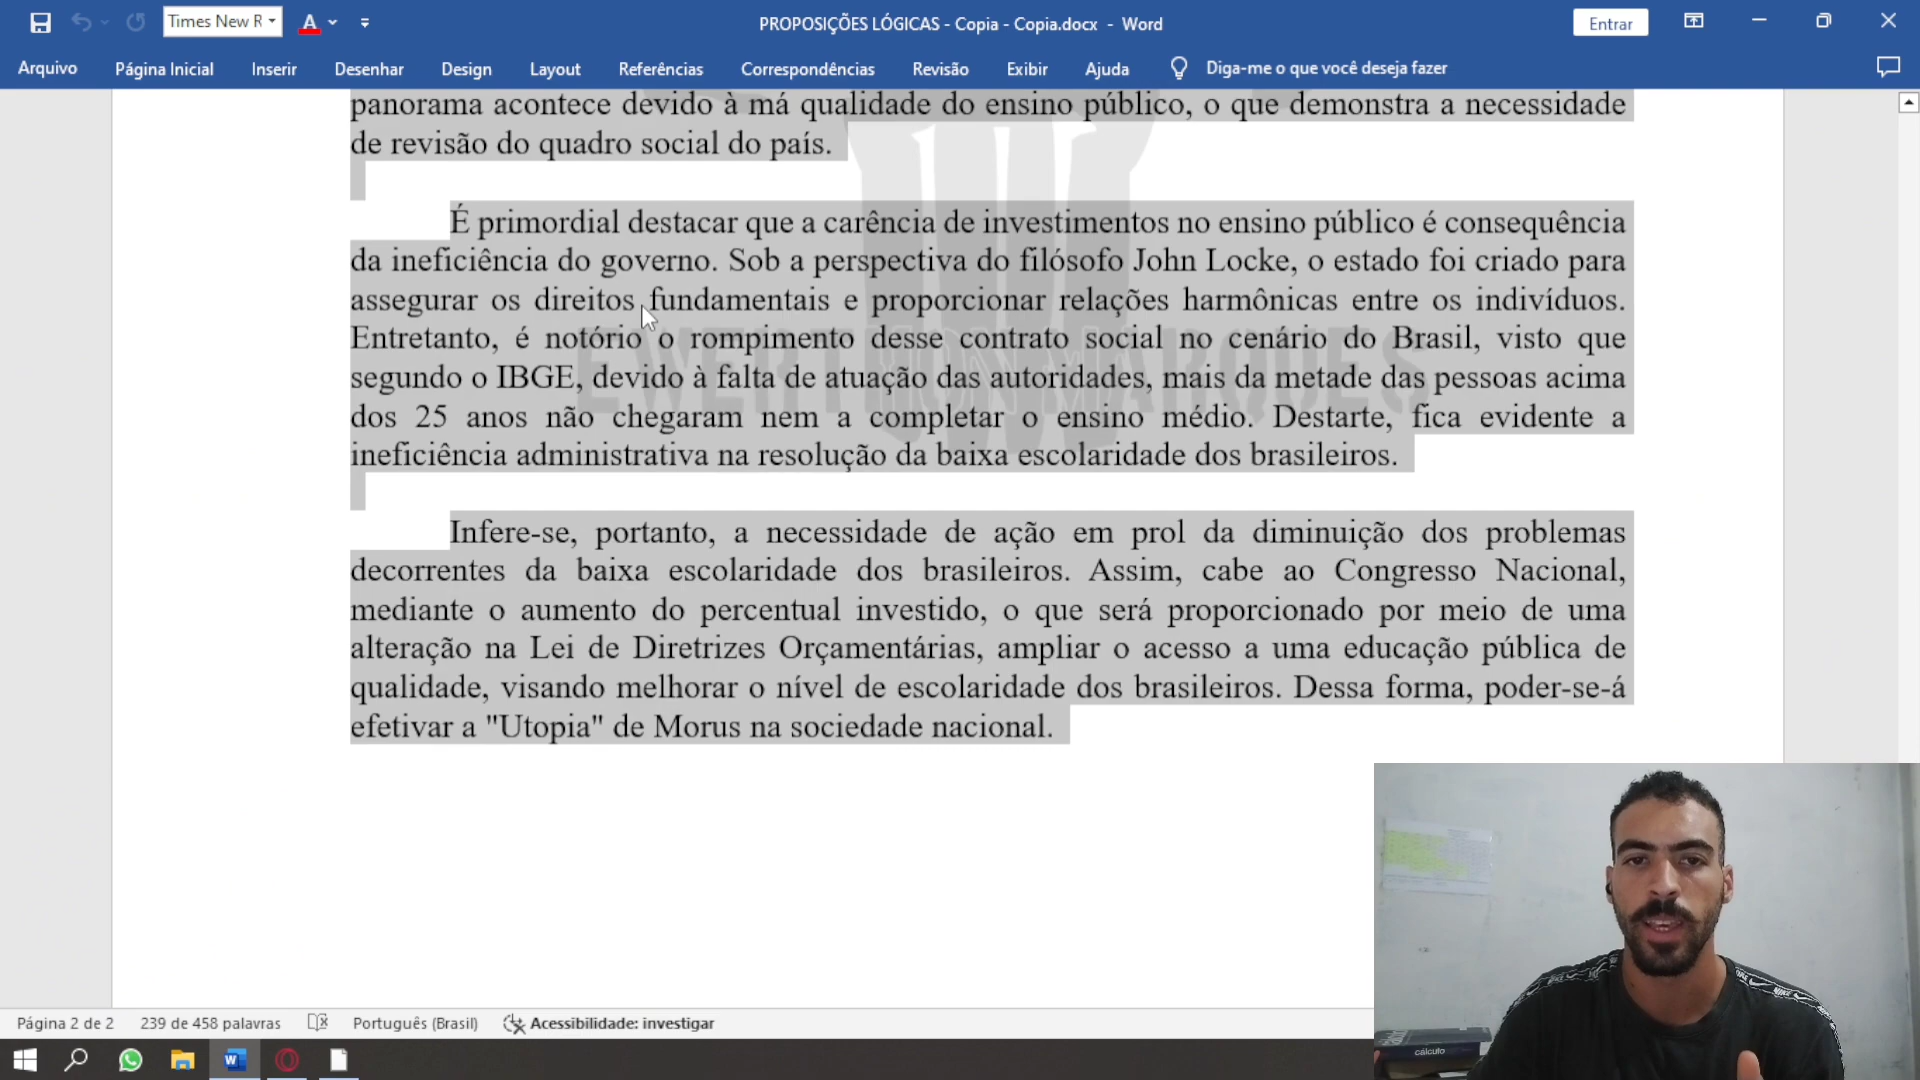 Times New R
A
PROPOSIÇÕES LÓGICAS - Copia - Copia.docx - Word
Entrar
Arquivo Página Inicial Inserir Desenhar Design Layout Referências Correspondências Revisão Exibir Ajuda Diga-me o que você deseja fazer
panorama acontece devido à má qualidade do ensino público, o que demonstra a necessidade
de revisão do quadro social do país.
É primordial destacar que a carência de investimentos no ensino público é consequência
da ineficiência do governo. Sob a perspectiva do filósofo John Locke, o estado foi criado para
assegurar os direitos fundamentais e proporcionar relações harmônicas entre os indivíduos.
Entretanto, é notório o rompimento desse contrato social no cenário do Brasil, visto que
segundo o IBGE, devido à falta de atuação das autoridades, mais da metade das pessoas acima
dos 25 anos não chegaram nem a completar o ensino médio. Destarte, fica evidente a
ineficiência administrativa na resolução da baixa escolaridade dos brasileiros.
EWERTHON MARQUES
Infere-se, portanto, a necessidade de ação em prol da diminuição dos problemas
decorrentes da baixa escolaridade dos brasileiros. Assim, cabe ao Congresso Nacional,
mediante o aumento do percentual investido, o que será proporcionado por meio de uma
alteração na Lei de Diretrizes Orçamentárias, ampliar o acesso a uma educação pública de
qualidade, visando melhorar o nível de escolaridade dos brasileiros. Dessa forma, poder-se-á
efetivar a "Utopia" de Morus na sociedade nacional.
cálculo
Página 2 de 2 239 de 458 palavras Português (Brasil) Acessibilidade: investigar